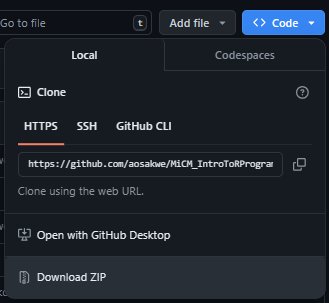 Go to file t Add file <> Code
Local Codespaces
Clone
HTTPS SSH GitHub CLI
https://github.com/aosakwe/MiCM_IntroToRProgram
Clone using the web URL.
Open with GitHub Desktop
Download ZIP